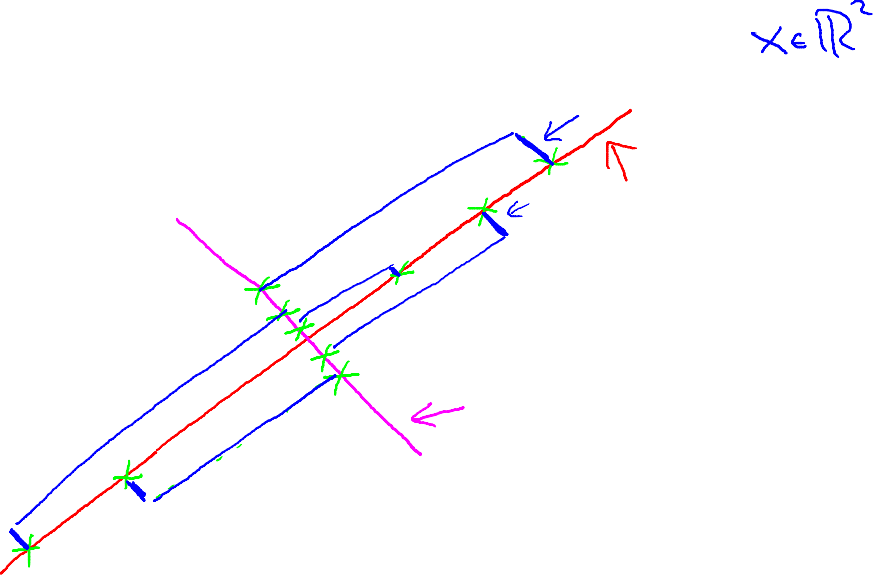 x ∈ ℝ²